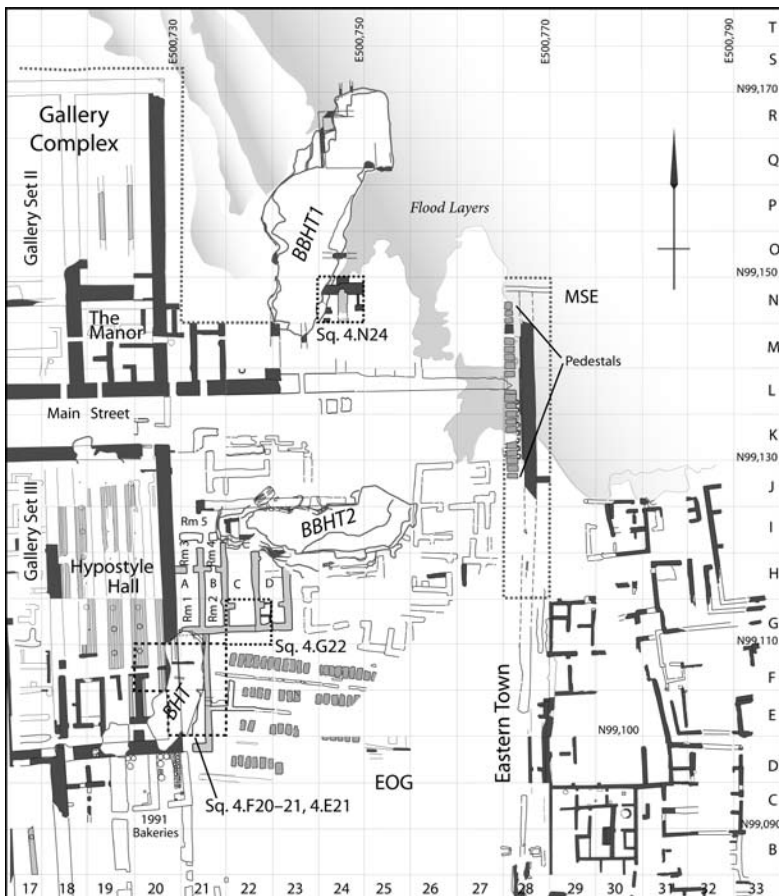 E500,730
E500,750
E500,770
E500,790
T
S
N99,170
R
Q
P
O
N99,150
N
M
L
K
N99,130
J
I
H
G
N99,110
F
E
D
C
N99,090
B
Gallery
Complex
Gallery Set II
BBHT1
Flood Layers
MSE
The
Manor
Sq. 4.N24
Pedestals
Main Street
Gallery Set III
Hypostyle
Hall
Rm 5
Rm 3
Rm 4
A
B
C
D
Rm 1
Rm 2
BBHT2
Sq. 4.G22
BHT
Eastern Town
N99,100
EOG
Sq. 4.F20–21, 4.E21
1991
Bakeries
17 18 19 20 21 22 23 24 25 26 27 28 29 30 31 32 33